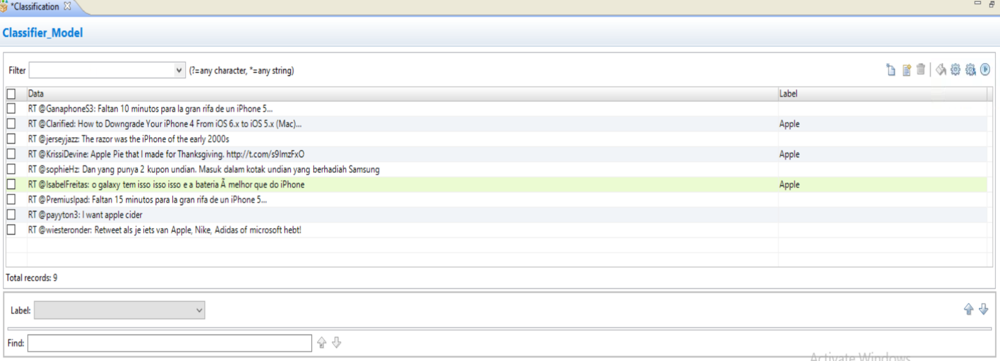 *Classification
Classifier_Model
Filter (?=any character, *=any string)
Data Label
RT @GanaphoneS3: Faltan 10 minutos para la gran rifa de un iPhone 5...
RT @Clarified: How to Downgrade Your iPhone 4 From iOS 6.x to iOS 5.x (Mac)... Apple
RT @jerseyjazz: The razor was the iPhone of the early 2000s
RT @KrissiDevine: Apple Pie that I made for Thanksgiving. http://t.com/s9ImzFxO Apple
RT @sophieHz: Dan yang punya 2 kupon undian. Masuk dalam kotak undian yang berhadiah Samsung
RT @IsabelFreitas: o galaxy tem isso isso isso e a bateria Ã melhor que do iPhone Apple
RT @PremiusIpad: Faltan 15 minutos para la gran rifa de un iPhone 5...
RT @payyton3: I want apple cider
RT @wiesteronder: Retweet als je iets van Apple, Nike, Adidas of microsoft hebt!
Total records: 9
Label:
Find:
Activate Windows